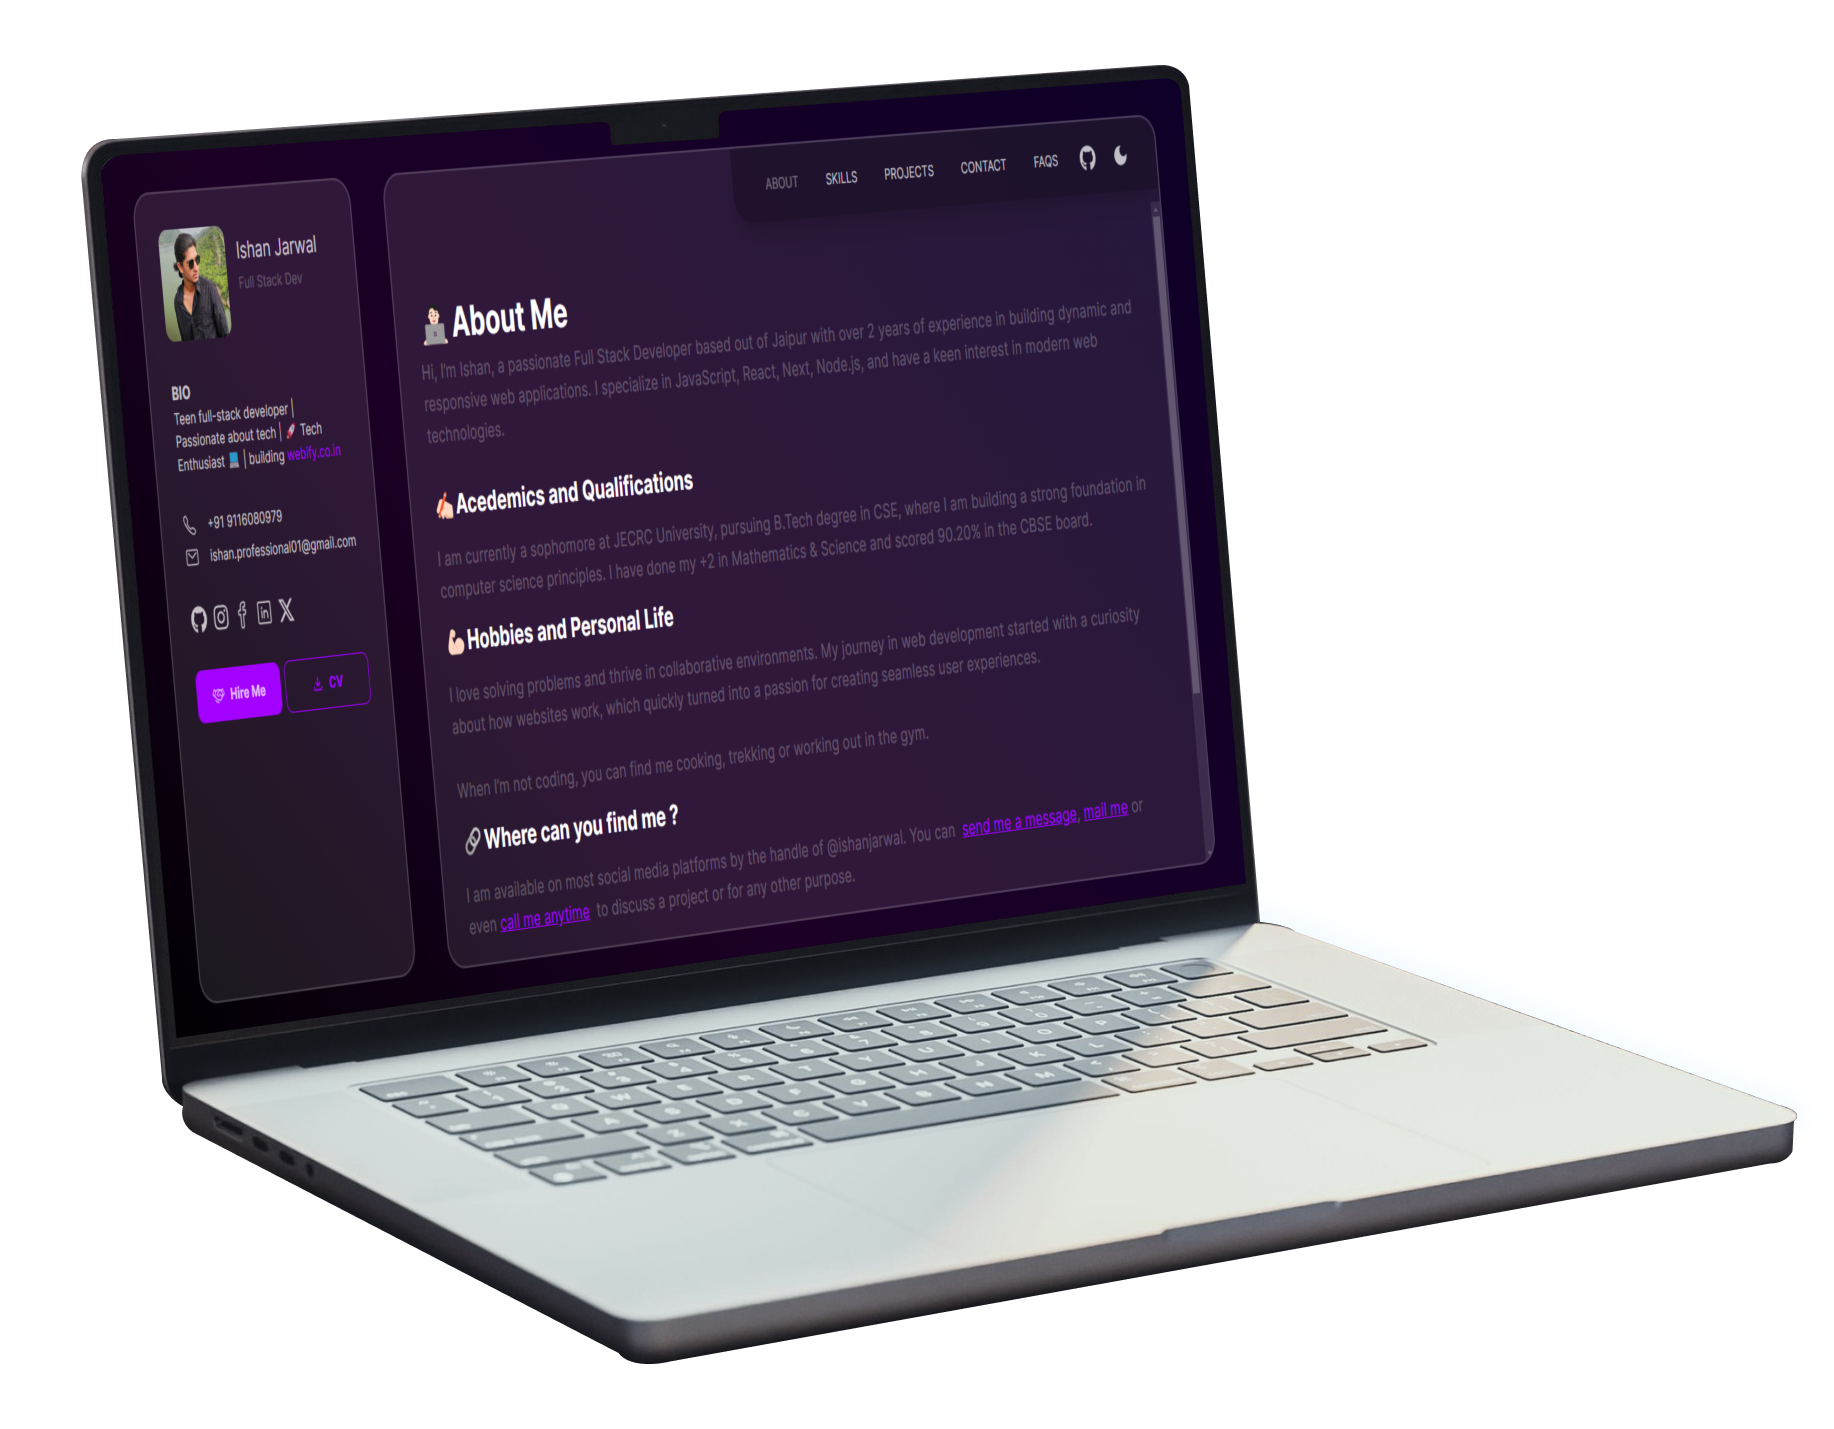 ABOUT SKILLS PROJECTS CONTACT FAQS
Ishan Jarwal
Full Stack Dev
BIO
Teen full-stack developer |
Passionate about tech | 🚀 Tech
Enthusiast 💻 | building webify.co.in
+91 9116080979
ishan.professional01@gmail.com
Hire Me
CV
About Me
Hi, I'm Ishan, a passionate Full Stack Developer based out of Jaipur with over 2 years of experience in building dynamic and
responsive web applications. I specialize in JavaScript, React, Next, Node.js, and have a keen interest in modern web
technologies.
Acedemics and Qualifications
I am currently a sophomore at JECRC University, pursuing B.Tech degree in CSE, where I am building a strong foundation in
computer science principles. I have done my +2 in Mathematics & Science and scored 90.20% in the CBSE board.
Hobbies and Personal Life
I love solving problems and thrive in collaborative environments. My journey in web development started with a curiosity
about how websites work, which quickly turned into a passion for creating seamless user experiences.
When I'm not coding, you can find me cooking, trekking or working out in the gym.
Where can you find me ?
I am available on most social media platforms by the handle of @ishanjarwal. You can send me a message, mail me or
even call me anytime to discuss a project or for any other purpose.